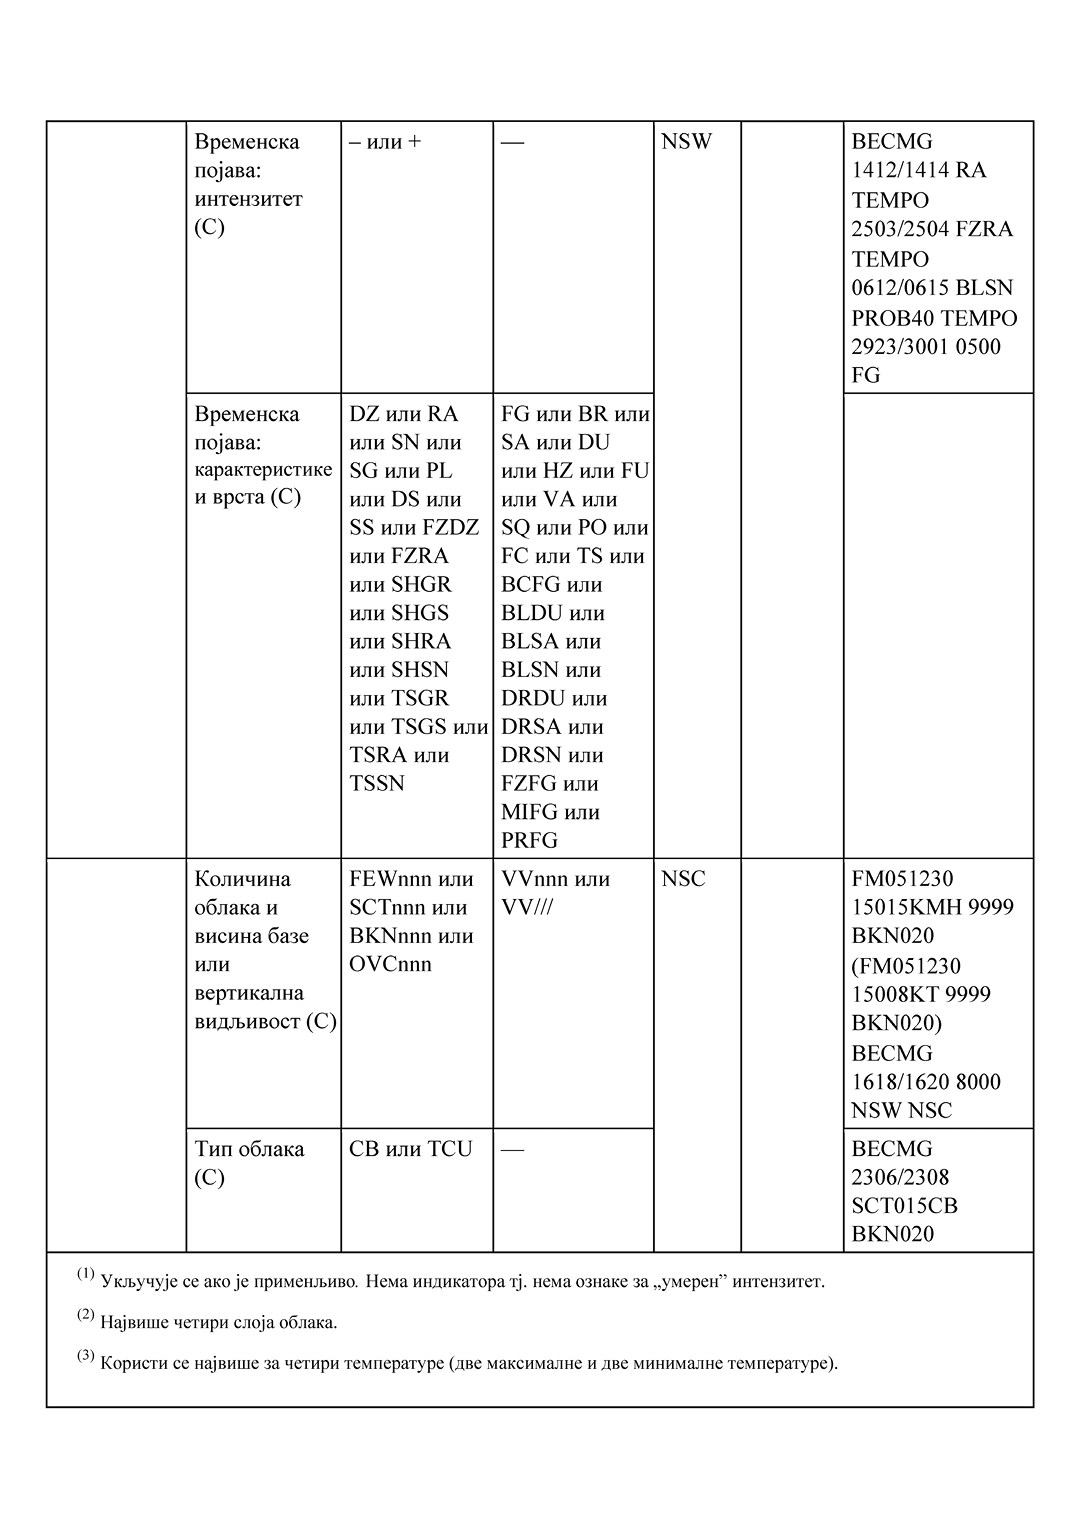 Временска
појава:
интензитет
(C)
– или +
—
NSW
BECMG
1412/1414 RA
TEMPO
2503/2504 FZRA
TEMPO
0612/0615 BLSN
PROB40 TEMPO
2923/3001 0500
FG
Временска
појава:
карактеристике
и врста (C)
DZ или RA
или SN или
SG или PL
или DS или
SS или FZDZ
или FZRA
или SHGR
или SHGS
или SHRA
или SHSN
или TSGR
или TSGS или
TSRA или
TSSN
FG или BR или
SA или DU
или HZ или FU
или VA или
SQ или PO или
FC или TS или
BCFG или
BLDU или
BLSA или
BLSN или
DRDU или
DRSA или
DRSN или
FZFG или
MIFG или
PRFG
Количина
облака и
висина базе
или
вертикална
видљивост (C)
FEWnnn или
SCTnnn или
BKNnnn или
OVCnnn
VVnnn или
VV///
NSC
FM051230
15015KMH 9999
BKN020
(FM051230
15008KT 9999
BKN020)
BECMG
1618/1620 8000
NSW NSC
Тип облака
(C)
CB или TCU
—
BECMG
2306/2308
SCT015CB
BKN020
(1) Укључује се ако је применљиво. Нема индикатора тј. нема ознаке за „умерен” интензитет.
(2) Највише четири слоја облака.
(3) Користи се највише за четири температуре (две максималне и две минималне температуре).